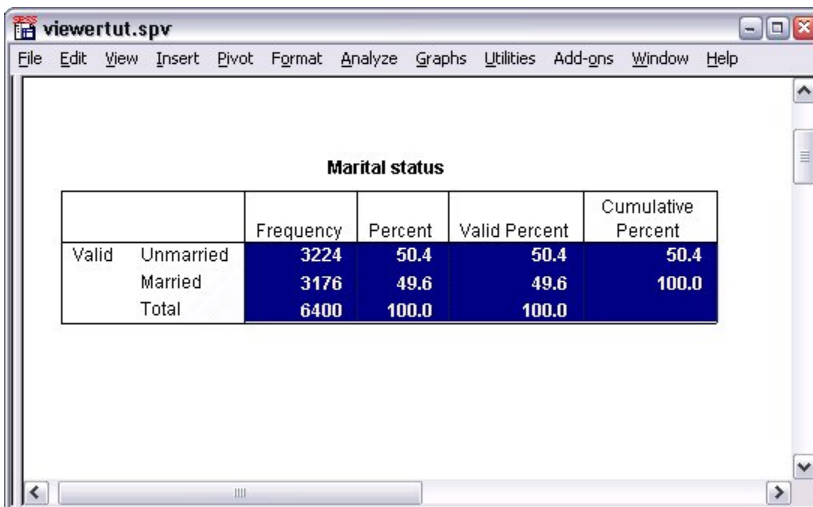 viewertut.spv
File Edit View Insert Pivot Format Analyze Graphs Utilities Add-ons Window Help
Marital status
Cumulative
Frequency Percent Valid Percent Percent
Valid Unmarried 3224 50.4 50.4 50.4
Married 3176 49.6 49.6 100.0
Total 6400 100.0 100.0